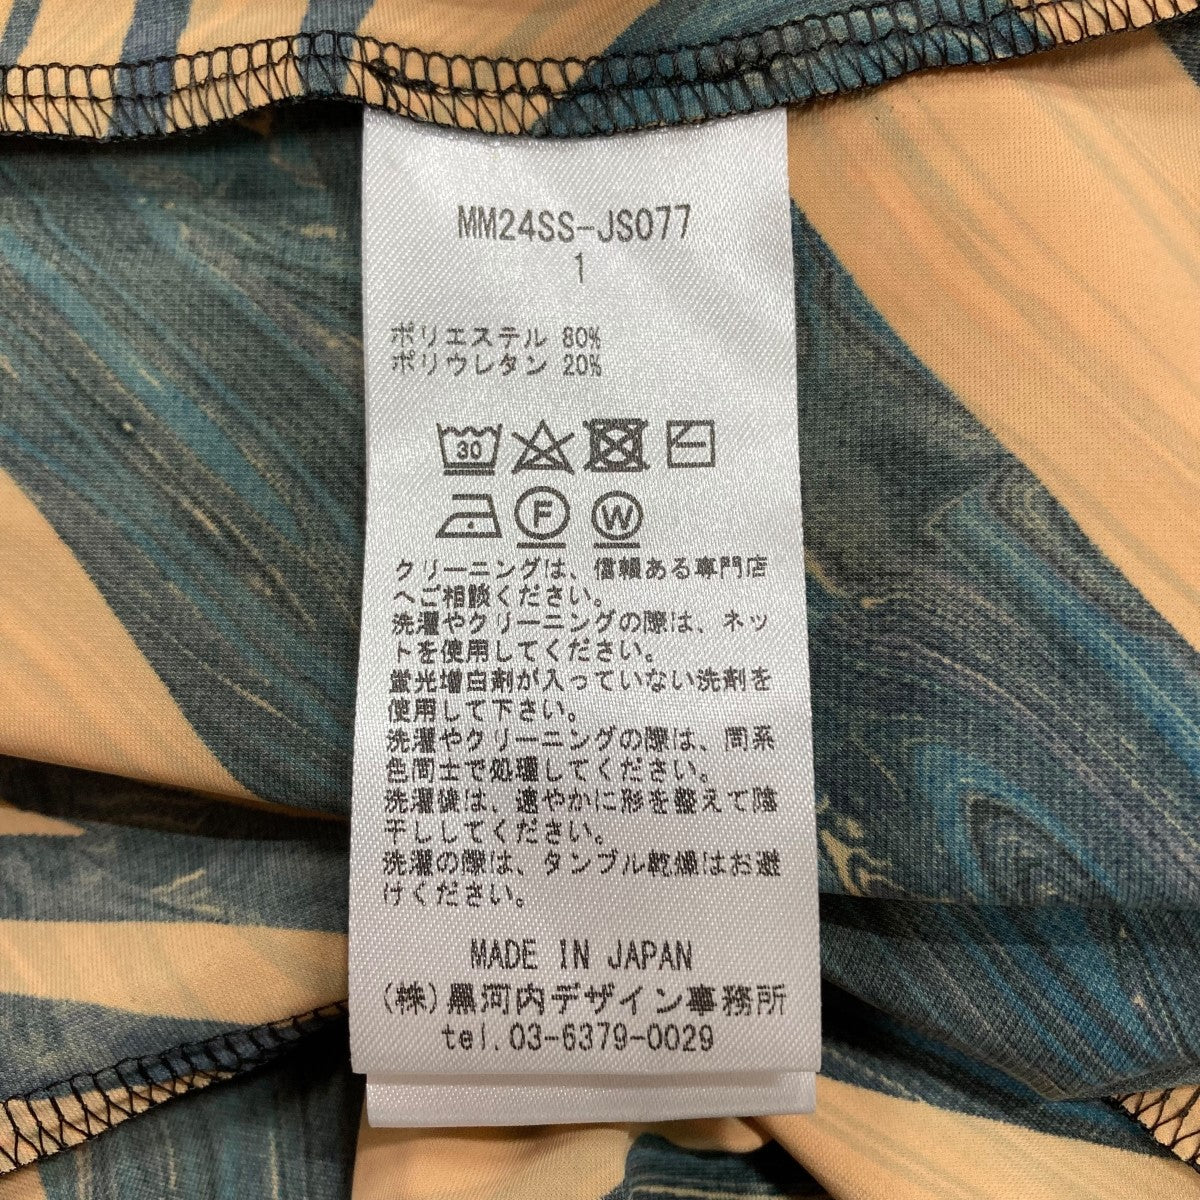 MM24SS-JS077
1
ポリエステル 80%
ポリウレタン 20%
30
F W
クリーニングは、信頼ある専門店
へご相談ください。
洗濯やクリーニングの際は、ネッ
トを使用してください。
蛍光増白剤が入っていない洗剤を
使用して下さい。
洗濯やクリーニングの際は、同系
色同士で処理してください。
洗濯後は、速やかに形を整えて陰
干ししてください。
洗濯の際は、タンブル乾燥はお避
けください。
MADE IN JAPAN
(株)黒河内デザイン事務所
tel.03-6379-0029